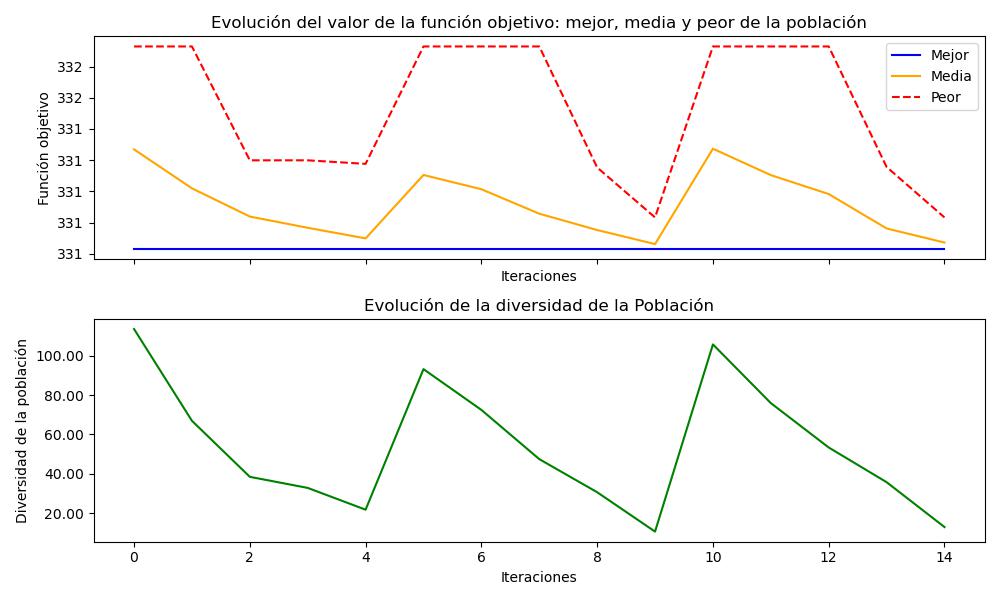 Evolución del valor de la función objetivo: mejor, media y peor de la población
Función objetivo
332
332
331
331
331
331
331
Mejor
Media
Peor
Iteraciones
Evolución de la diversidad de la Población
Diversidad de la población
100.00
80.00
60.00
40.00
20.00
0 2 4 6 8 10 12 14
Iteraciones